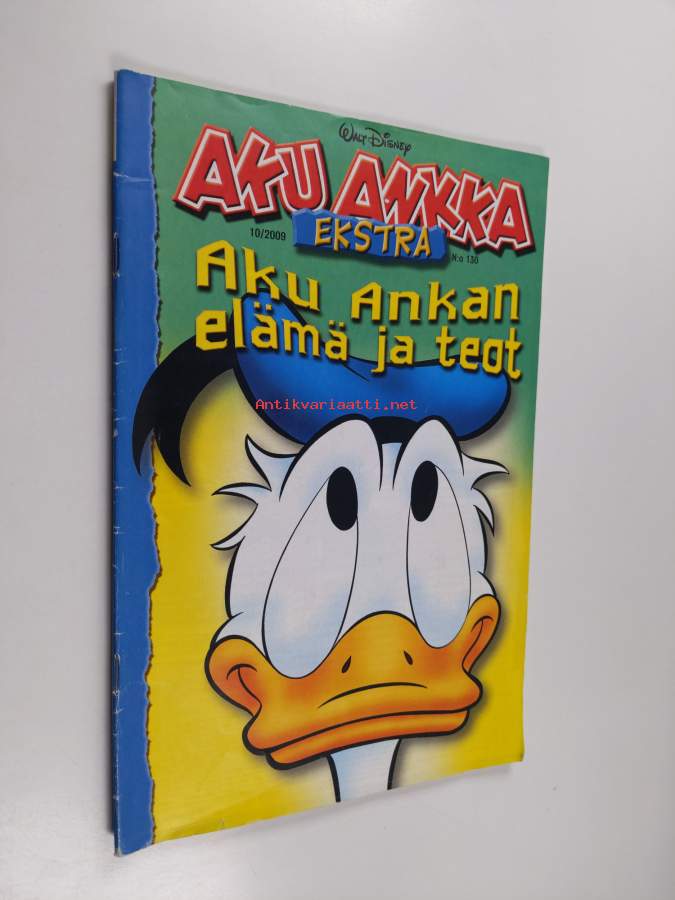 Walt Disney
AKU ANKKA
10/2009 EKSTRA N:o 130
Aku Ankan
elämä ja teot
Antikvariaatti.net